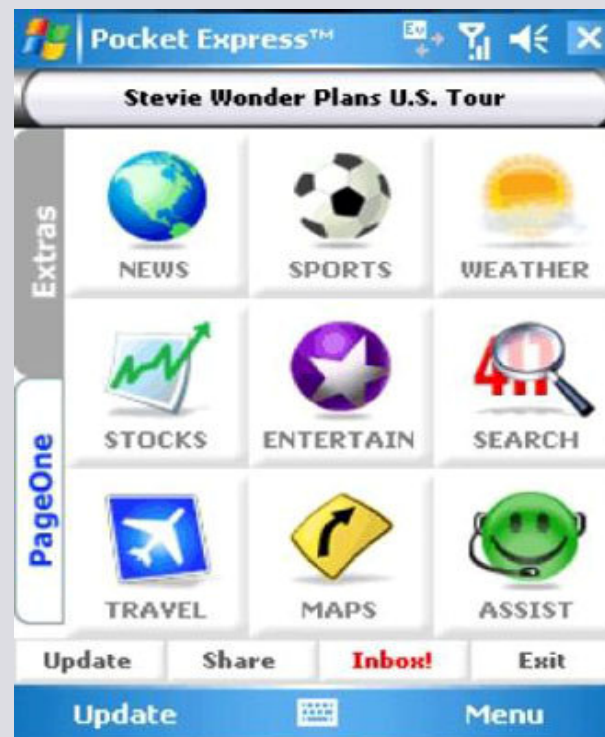 Pocket Express™ Ev
Stevie Wonder Plans U.S. Tour
Extras
NEWS SPORTS WEATHER
STOCKS ENTERTAIN SEARCH
PageOne
TRAVEL MAPS ASSIST
Update Share Inbox! Exit
Update Menu